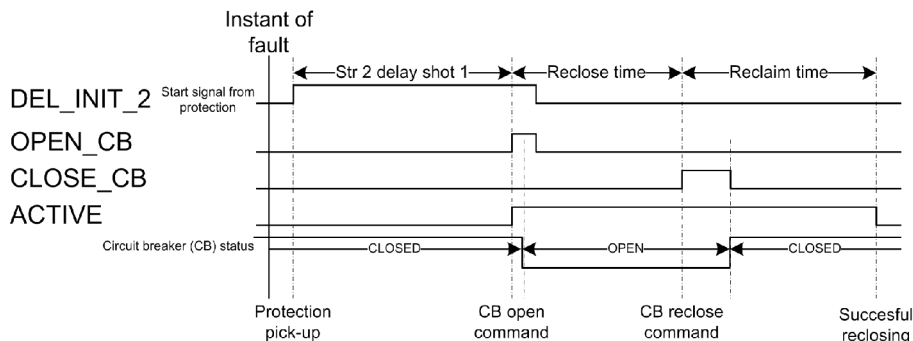 Instant of
fault
Str 2 delay shot 1
Reclose time
Reclaim time
DEL_INIT_2
Start signal from
protection
OPEN_CB
CLOSE_CB
ACTIVE
Circuit breaker (CB) status
CLOSED
OPEN
CLOSED
Protection
pick-up
CB open
command
CB reclose
command
Succesful
reclosing